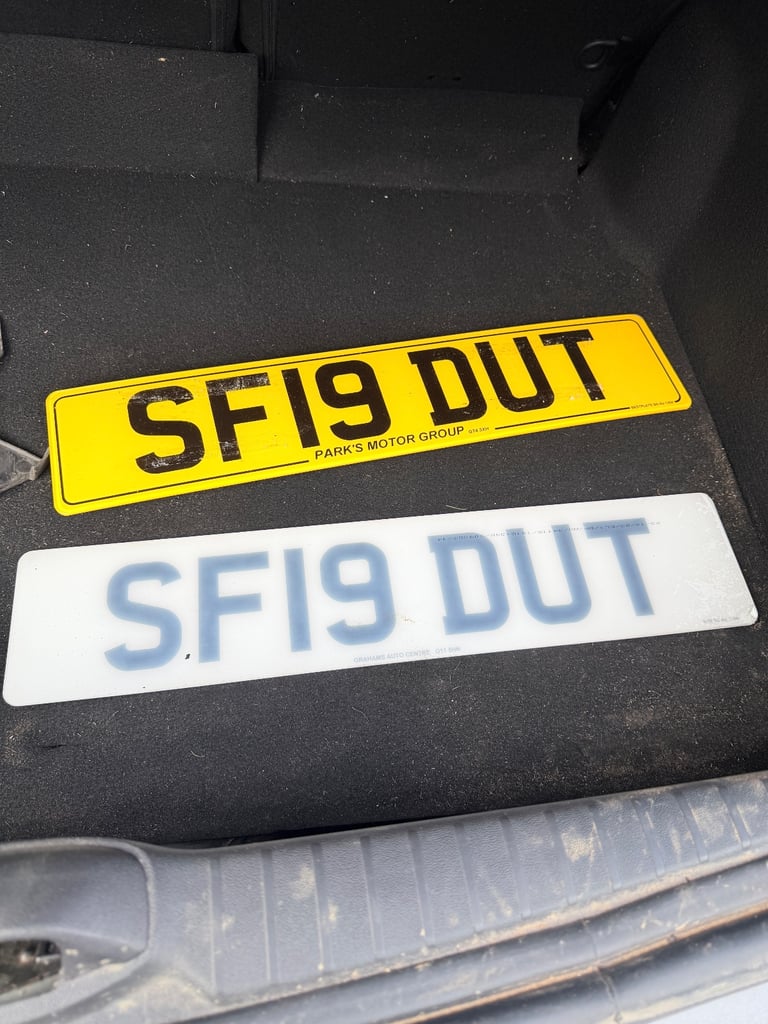 SF19 DUT
PARK'S MOTOR GROUP
SF19 DUT
GRAHAMS AUTO CENTRE